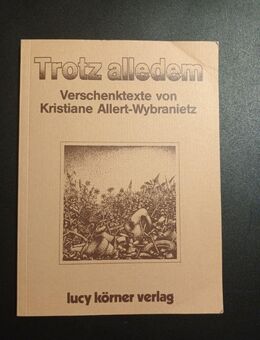 Trotz alledem
Verschenktexte von
Kristiane Allert-Wybranietz
lucy körner verlag